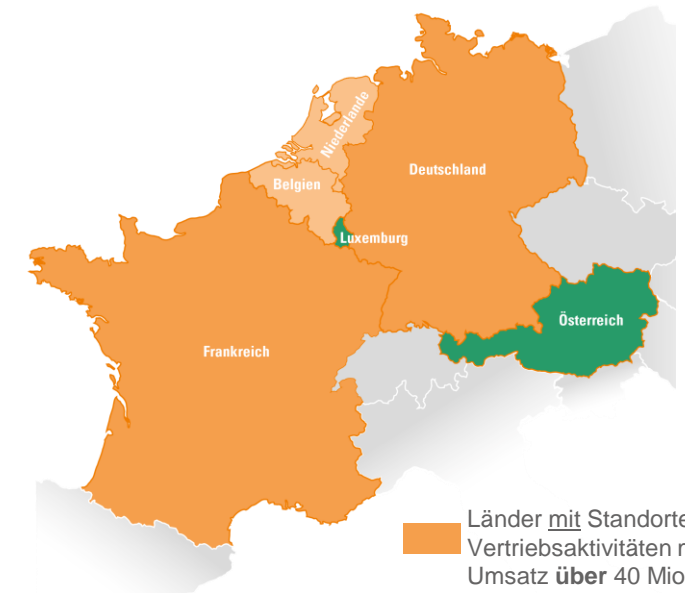 Niederlande
Deutschland
Belgien
Luxemburg
Österreich
Frankreich
Länder mit Standorte
Vertriebsaktivitäten
Umsatz über 40 Mio